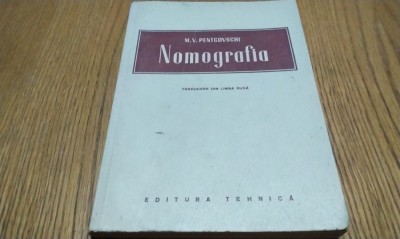 M. V. PENTCOVSCHI
Nomografia
TRADUCERE DIN LIMBA RUSĂ
EDITURA TEHNICĂ